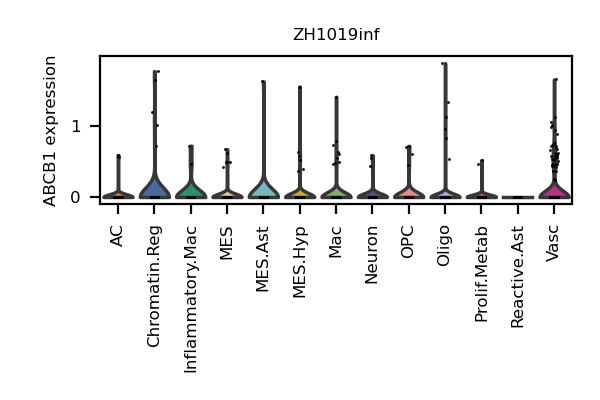 ZH1019inf
ABCB1 expression
1
0
AC
Chromatin.Reg
Inflammatory.Mac
MES
MES.Ast
MES.Hyp
Mac
Neuron
OPC
Oligo
Prolif.Metab
Reactive.Ast
Vasc